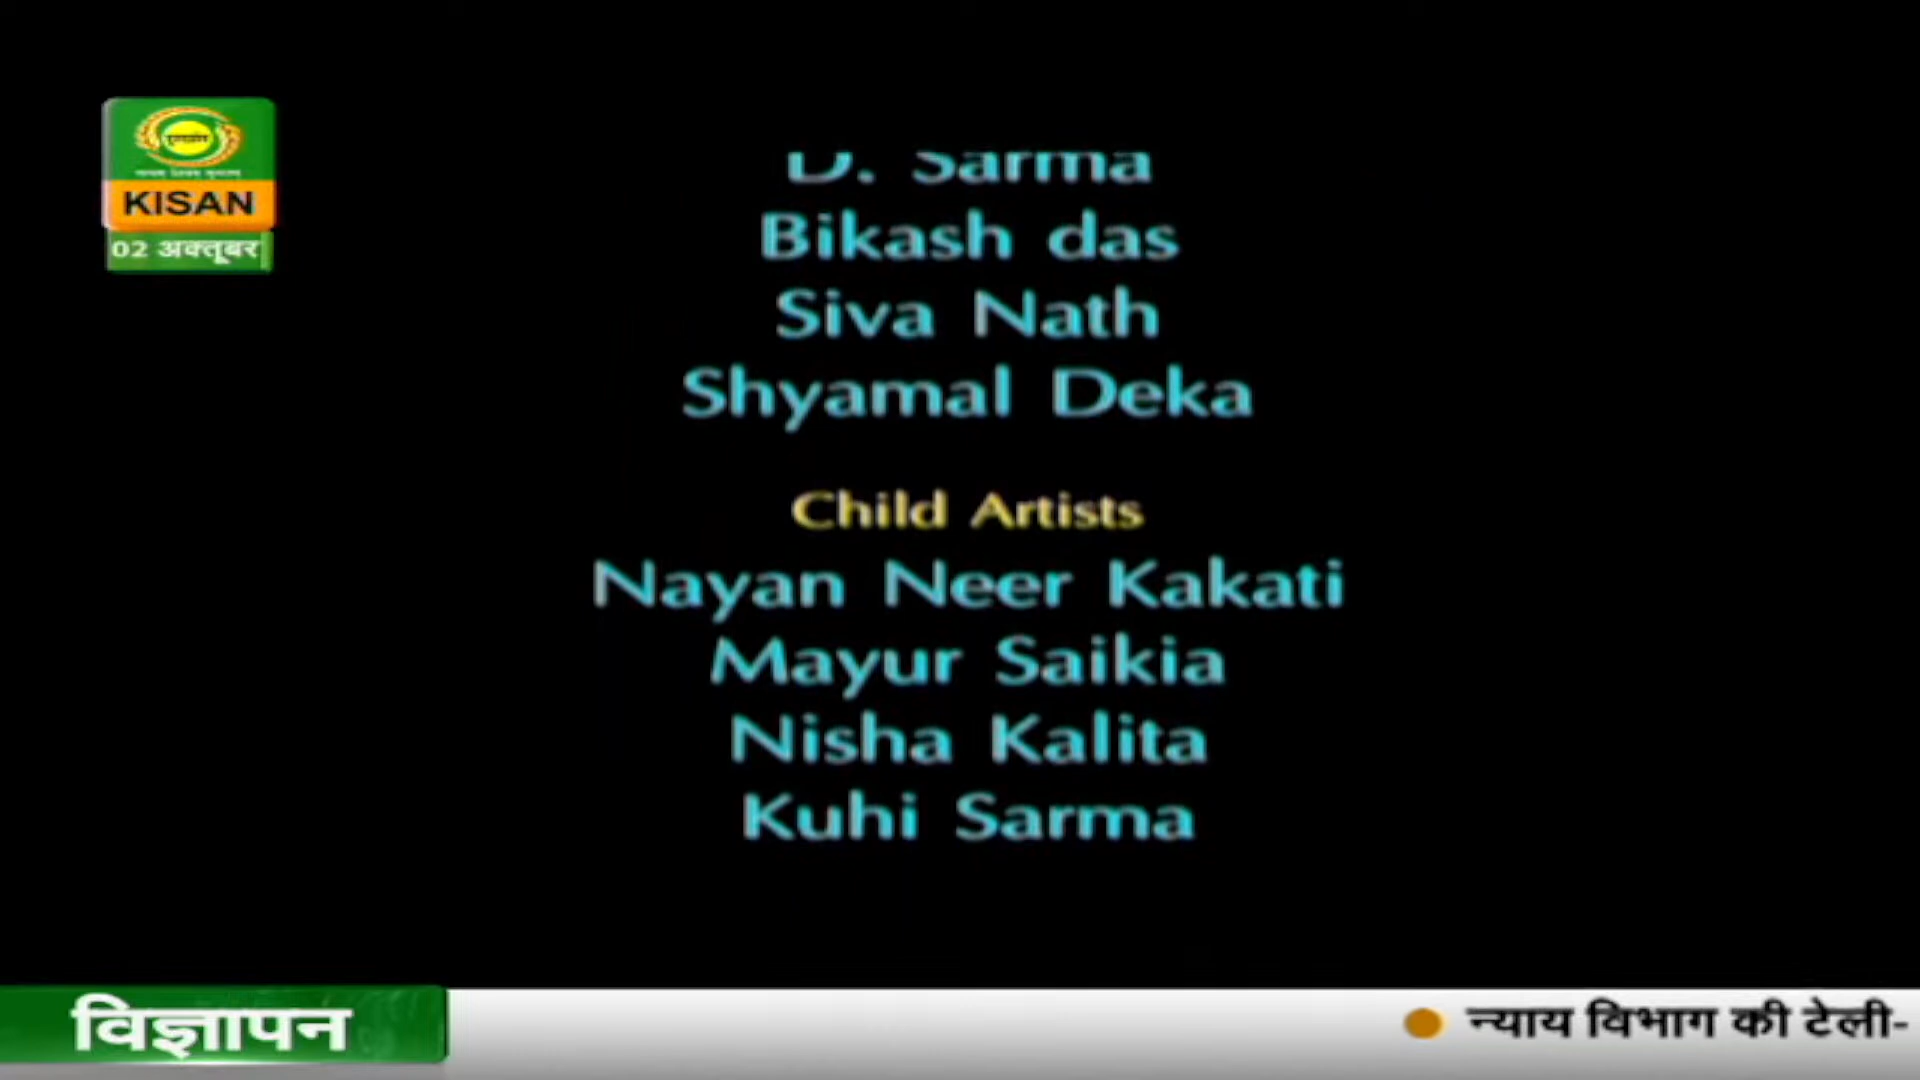 KISAN
02 अक्तूबर
D. Sarma
Bikash das
Siva Nath
Shyamal Deka
Child Artists
Nayan Neer Kakati
Mayur Saikia
Nisha Kalita
Kuhi Sarma
विज्ञापन
न्याय विभाग की टेली-